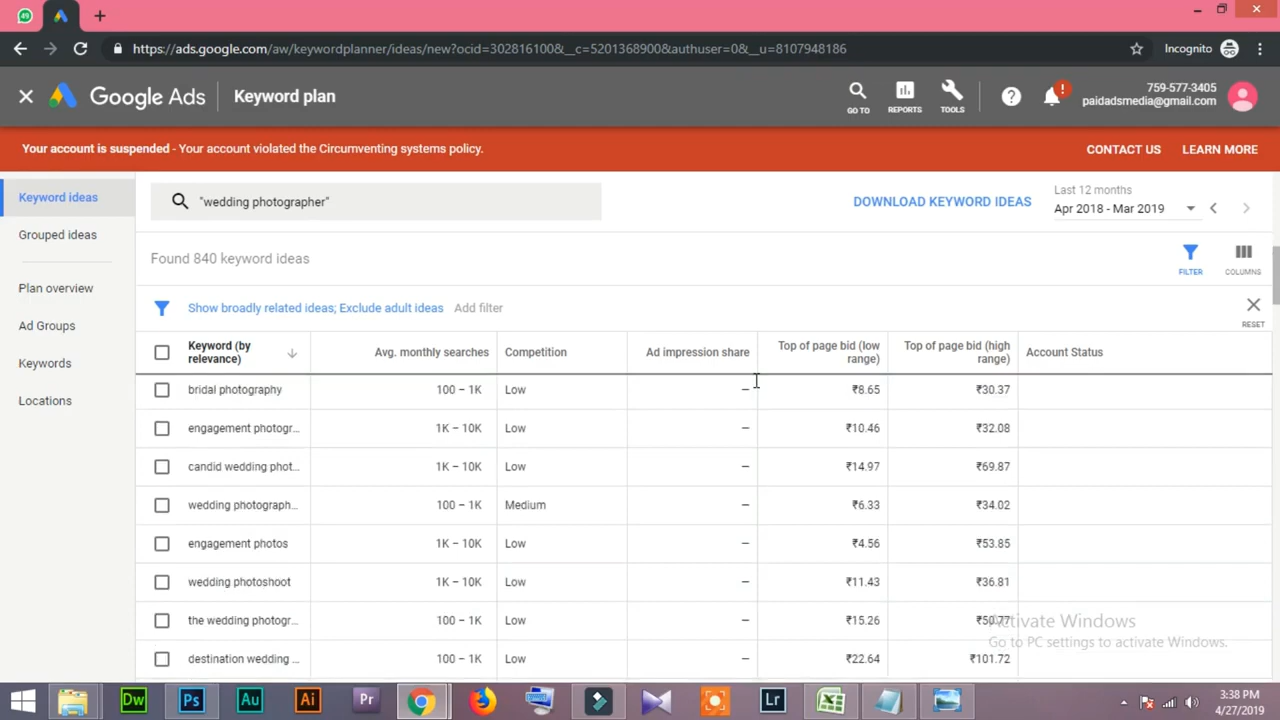 49
https://ads.google.com/aw/keywordplanner/ideas/new?ocid=302816100&__c=5201368900&authuser=0&__u=8107948186
Incognito
Google Ads
Keyword plan
GO TO
REPORTS
TOOLS
?
!
759-577-3405
paidadsmedia@gmail.com
Your account is suspended - Your account violated the Circumventing systems policy.
CONTACT US
LEARN MORE
Keyword ideas
Grouped ideas
Plan overview
Ad Groups
Keywords
Locations
"wedding photographer"
DOWNLOAD KEYWORD IDEAS
Last 12 months
Apr 2018 - Mar 2019
Found 840 keyword ideas
FILTER
COLUMNS
Show broadly related ideas; Exclude adult ideas Add filter
RESET
Keyword (by relevance) Avg. monthly searches Competition Ad impression share Top of page bid (low range) Top of page bid (high range) Account Status
bridal photography 100 – 1K Low – ₹8.65 ₹30.37
engagement photogr... 1K – 10K Low – ₹10.46 ₹32.08
candid wedding phot... 1K – 10K Low – ₹14.97 ₹69.87
wedding photograph... 100 – 1K Medium – ₹6.33 ₹34.02
engagement photos 1K – 10K Low – ₹4.56 ₹53.85
wedding photoshoot 1K – 10K Low – ₹11.43 ₹36.81
the wedding photogr... 100 – 1K Low – ₹15.26 ₹50.77
destination wedding ... 100 – 1K Low – ₹22.64 ₹101.72
Activate Windows
Go to PC settings to activate Windows.
Dw
Ps
Au
Ai
Pr
Lr
3:38 PM
4/27/2019